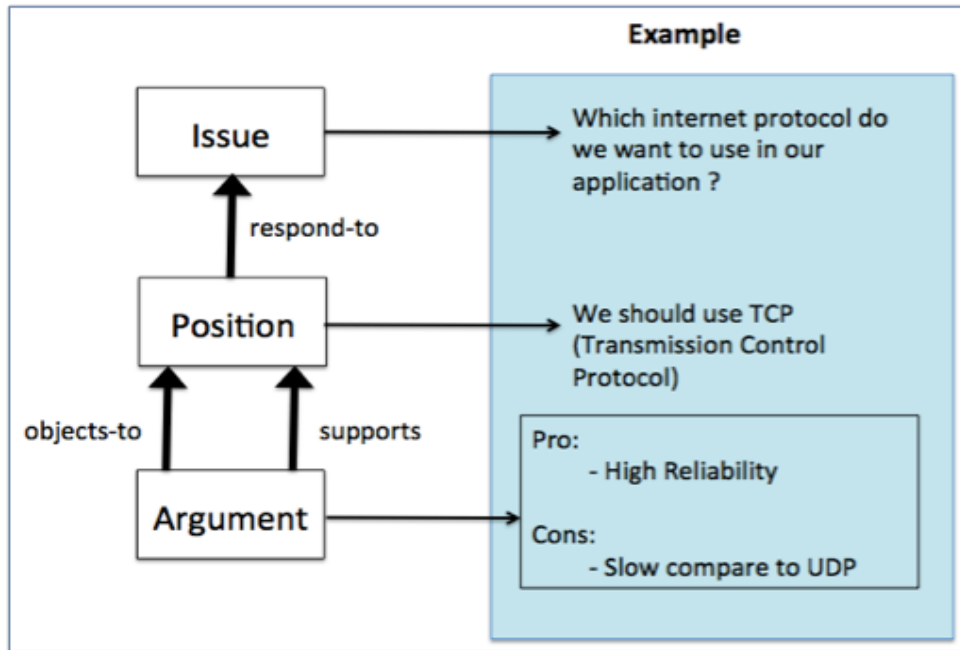 Example
Issue
Which internet protocol do
we want to use in our
application ?
respond-to
Position
We should use TCP
(Transmission Control
Protocol)
objects-to
supports
Argument
Pro:
- High Reliability
Cons:
- Slow compare to UDP